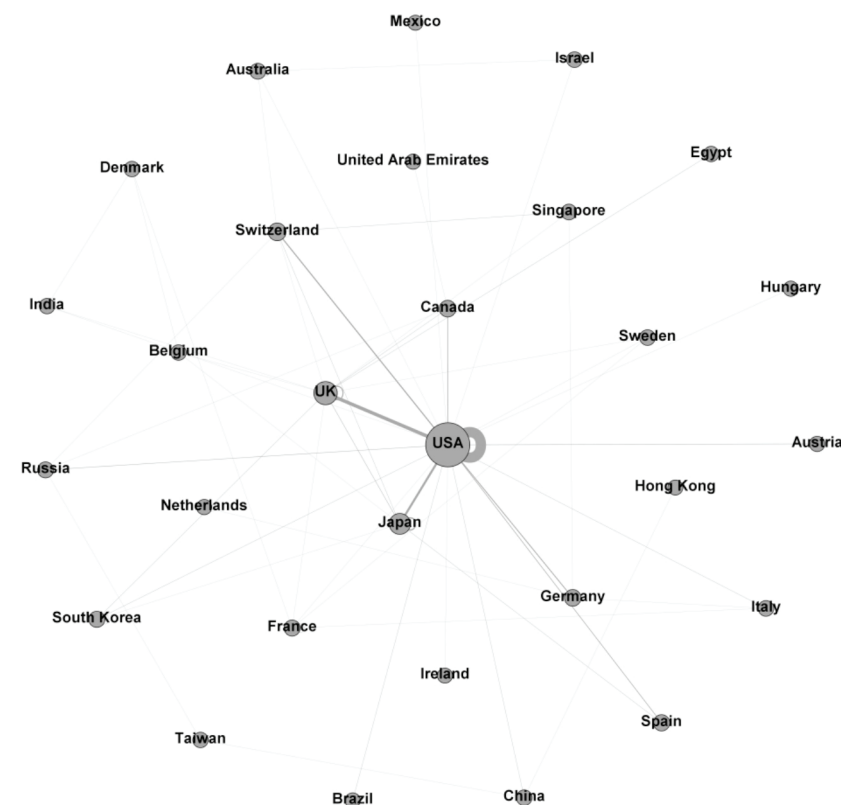 Mexico
Israel
Australia
Egypt
United Arab Emirates
Denmark
Singapore
Switzerland
Hungary
India
Canada
Sweden
Belgium
UK
USA
Austria
Russia
Hong Kong
Netherlands
Japan
Germany
Italy
South Korea
France
Ireland
Spain
Taiwan
China
Brazil